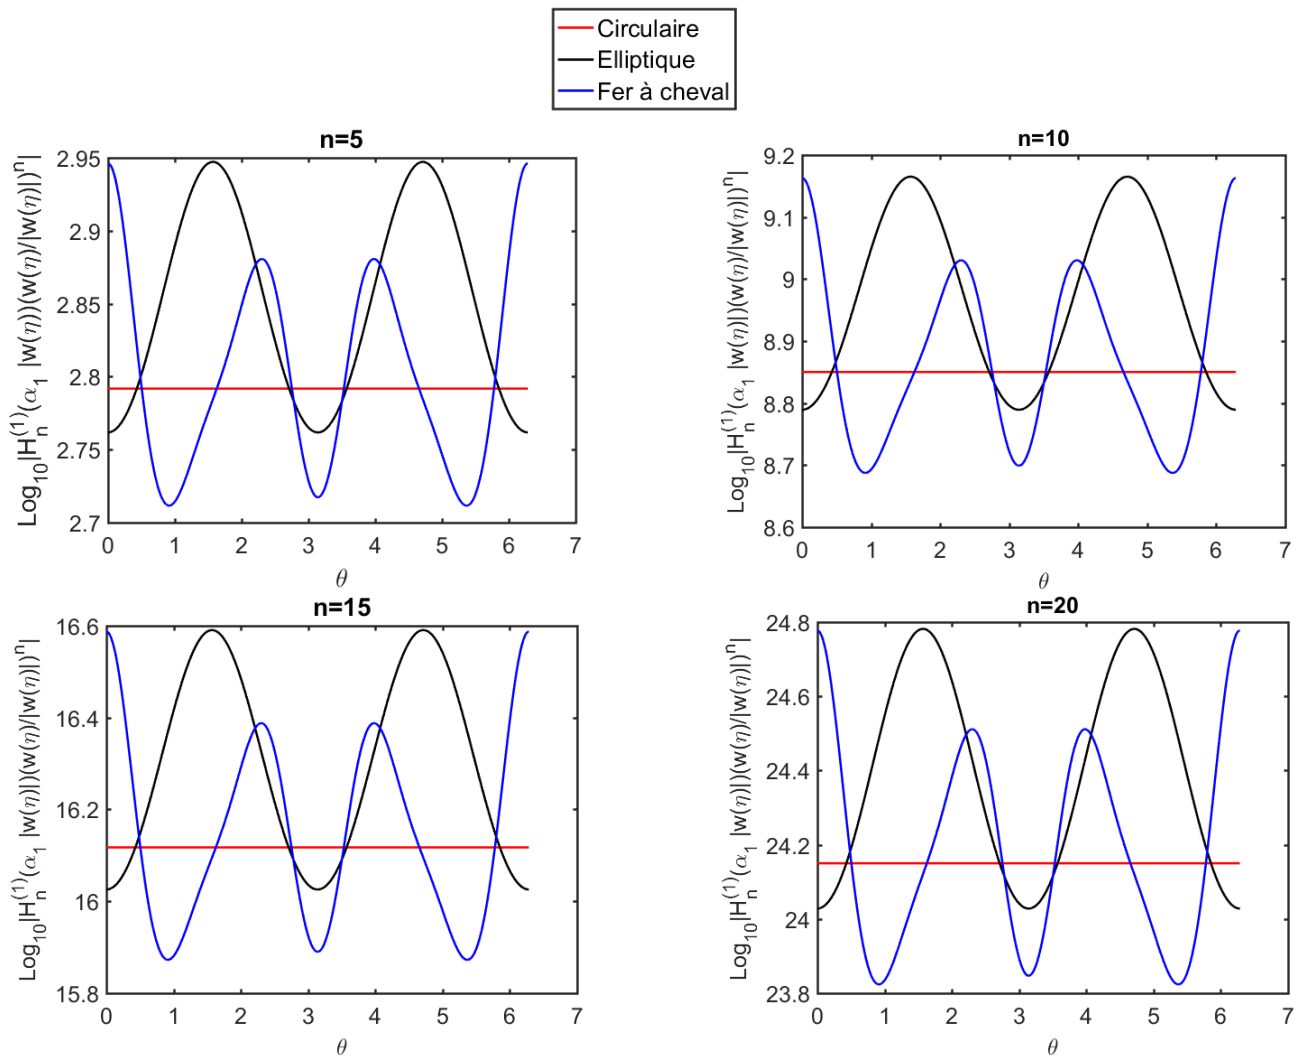 Circulaire
Elliptique
Fer à cheval
n=5
Log10|Hn(1)(α1 |w(η))(w(η)/|w(η)|)n|
2.95
2.9
2.85
2.8
2.75
2.7
0 1 2 3 4 5 6 7
θ
n=10
Log10|Hn(1)(α1 |w(η)|)(w(η)/|w(η)|)n|
9.2
9.1
9
8.9
8.8
8.7
8.6
0 1 2 3 4 5 6 7
θ
n=15
Log10|Hn(1)(α1 |w(η)|)(w(η)/|w(η)|)n|
16.6
16.4
16.2
16
15.8
0 1 2 3 4 5 6 7
θ
n=20
Log10|Hn(1)(α1 |w(η)|)(w(η)/|w(η)|)n|
24.8
24.6
24.4
24.2
24
23.8
0 1 2 3 4 5 6 7
θ